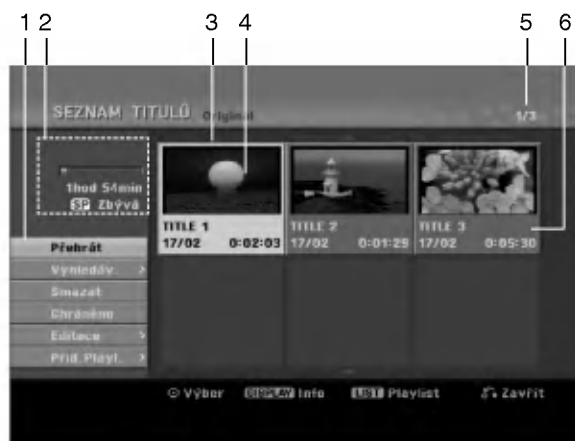 1 2 3 4 5 6
SEZNAM TITULŮ Original 1/3
1hod 54min
SP Zbývá
TITLE 1 TITLE 2 TITLE 3
17/02 0:02:03 17/02 0:01:29 17/02 0:05:30
Přehrát
Vyhledáv. >
Smazat
Chráněno
Editace >
Přid. Playl. >
Výběr DISPLAY Info LIST Playlist Zavřít